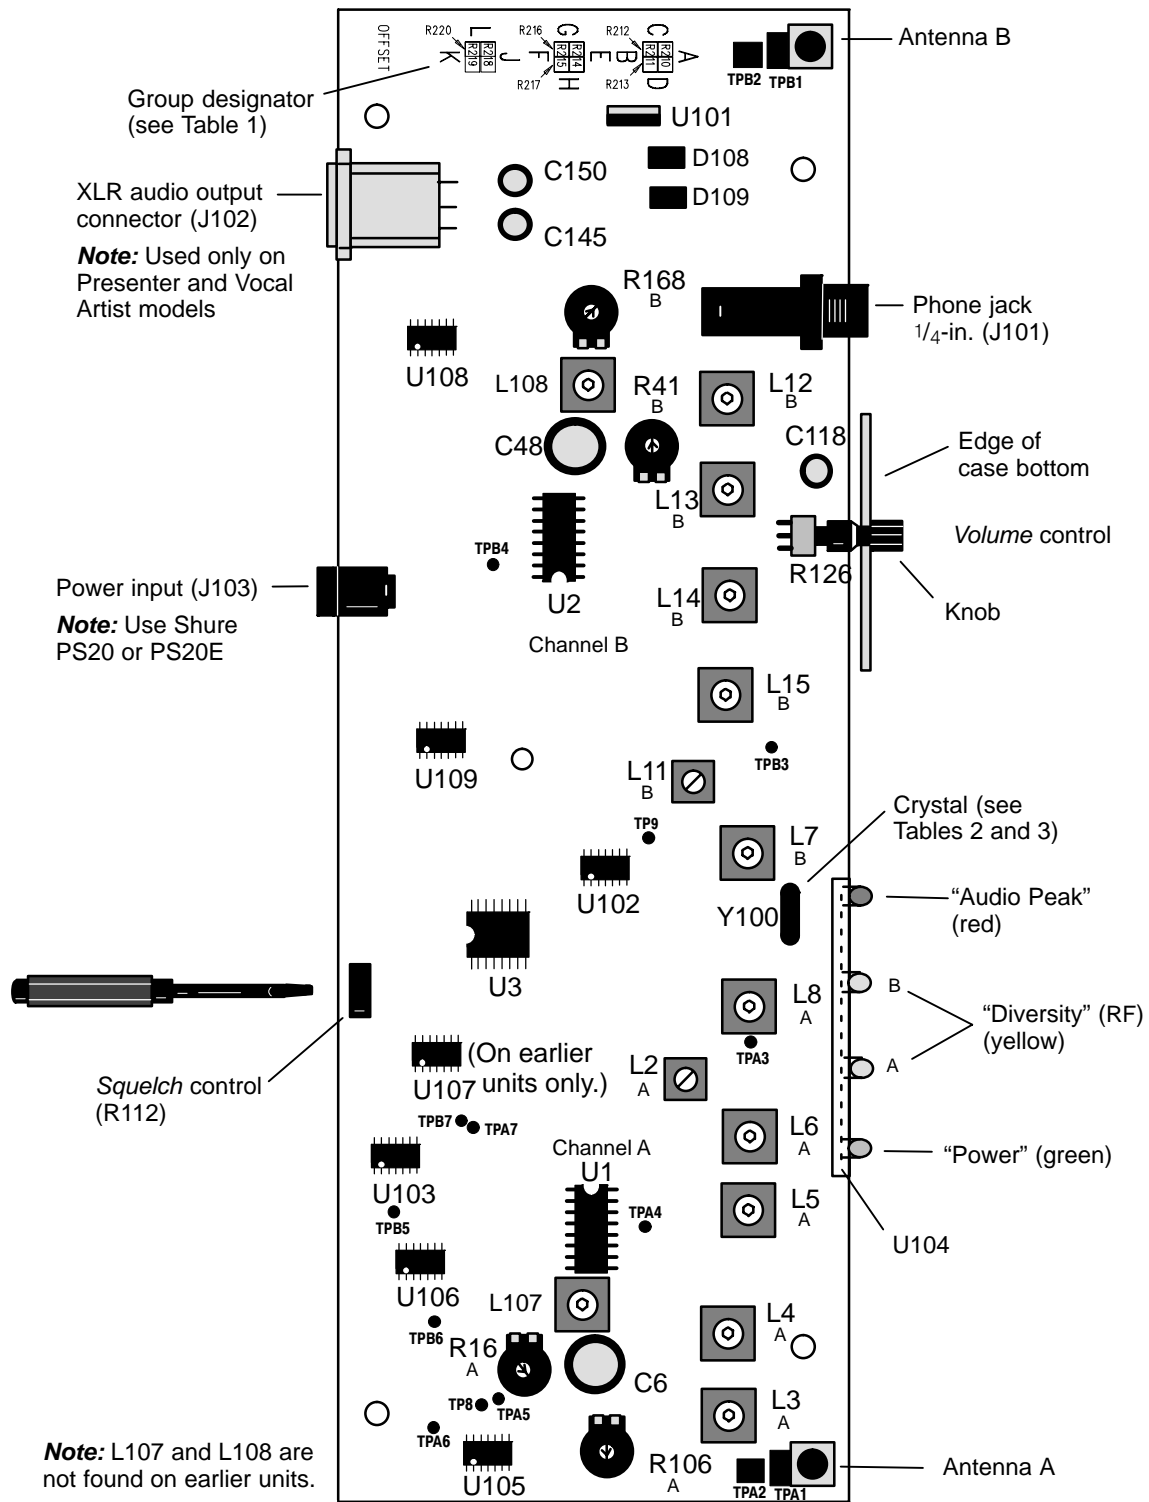 OFFSET
R220
L
R218
R219
K
J
R216
G
R214
R215
F
E
R217
H
R212
C
R210
R211
B
A
R213
D
TPB2
TPB1
Antenna B
Group designator
(see Table 1)
U101
D108
D109
C150
C145
XLR audio output
connector (J102)
Note: Used only on
Presenter and Vocal
Artist models
R168
B
Phone jack
1/4-in. (J101)
U108
L108
R41
B
L12
B
C48
C118
Edge of
case bottom
L13
B
TPB4
Volume control
R126
Knob
Power input (J103)
Note: Use Shure
PS20 or PS20E
U2
Channel B
L14
B
L15
B
TPB3
U109
L11
B
TP9
Crystal (see
Tables 2 and 3)
L7
B
U102
Y100
“Audio Peak”
(red)
U3
L8
A
TPA3
B
“Diversity” (RF)
(yellow)
A
U107
(On earlier
units only.)
L2
A
Squelch control
(R112)
TPB7
TPA7
L6
A
“Power” (green)
Channel A
U1
U103
TPB5
TPA4
L5
A
U104
U106
L107
TPB6
R16
A
L4
A
C6
TP8
TPA5
L3
A
TPA6
Note: L107 and L108 are
not found on earlier units.
U105
R106
A
TPA2
TPA1
Antenna A